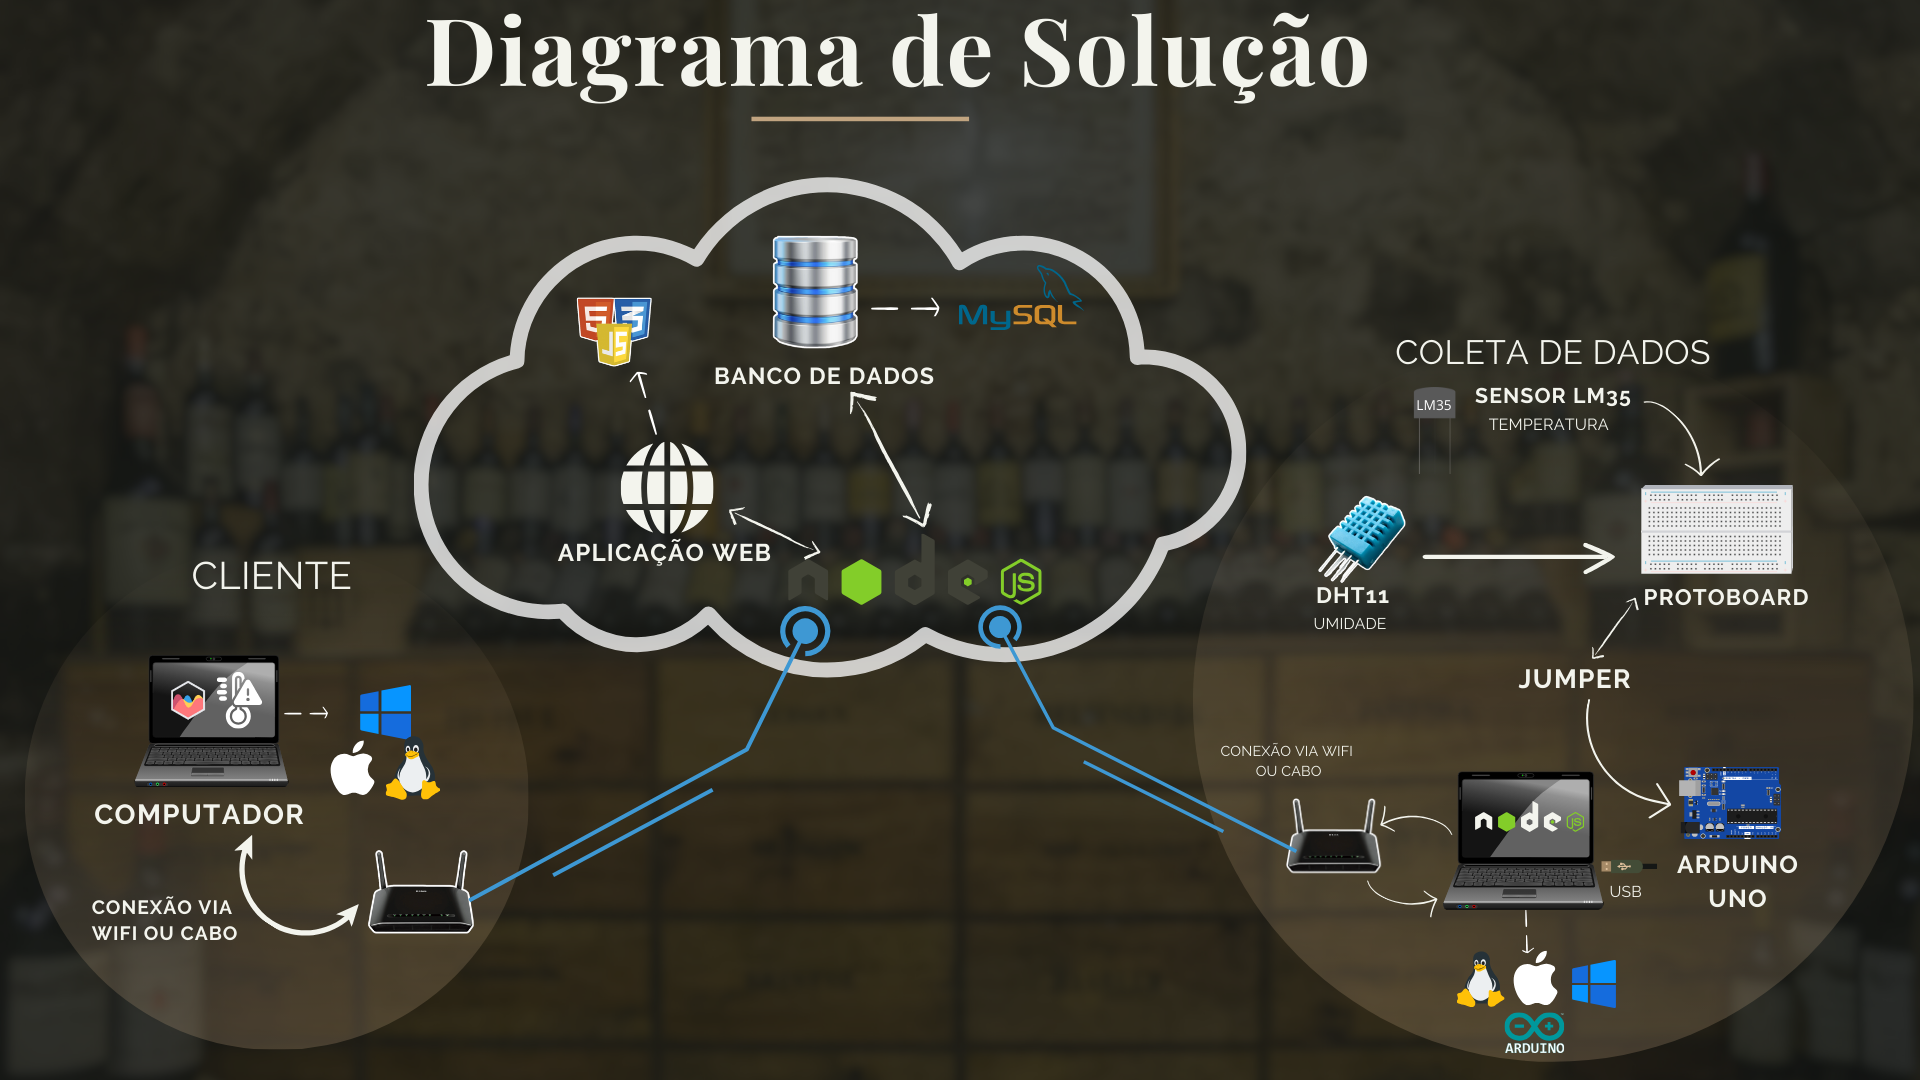 Diagrama de Solução
5 3
JS
MySQL
BANCO DE DADOS
APLICAÇÃO WEB
node JS
CLIENTE
COMPUTADOR
CONEXÃO VIA
WIFI OU CABO
COLETA DE DADOS
LM35
SENSOR LM35
TEMPERATURA
DHT11
UMIDADE
PROTOBOARD
JUMPER
CONEXÃO VIA WIFI
OU CABO
node JS
USB
ARDUINO
UNO
ARDUINO